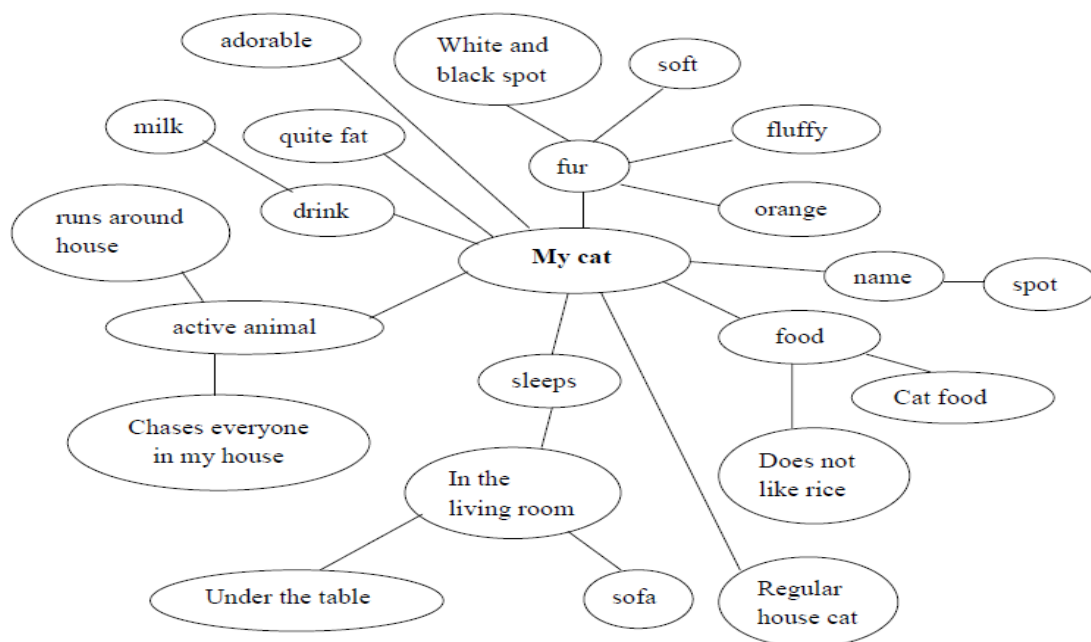 adorable
White and
black spot
soft
milk
quite fat
fluffy
fur
drink
orange
runs around
house
My cat
name
spot
active animal
food
sleeps
Cat food
Chases everyone
in my house
Does not
like rice
In the
living room
Under the table
sofa
Regular
house cat